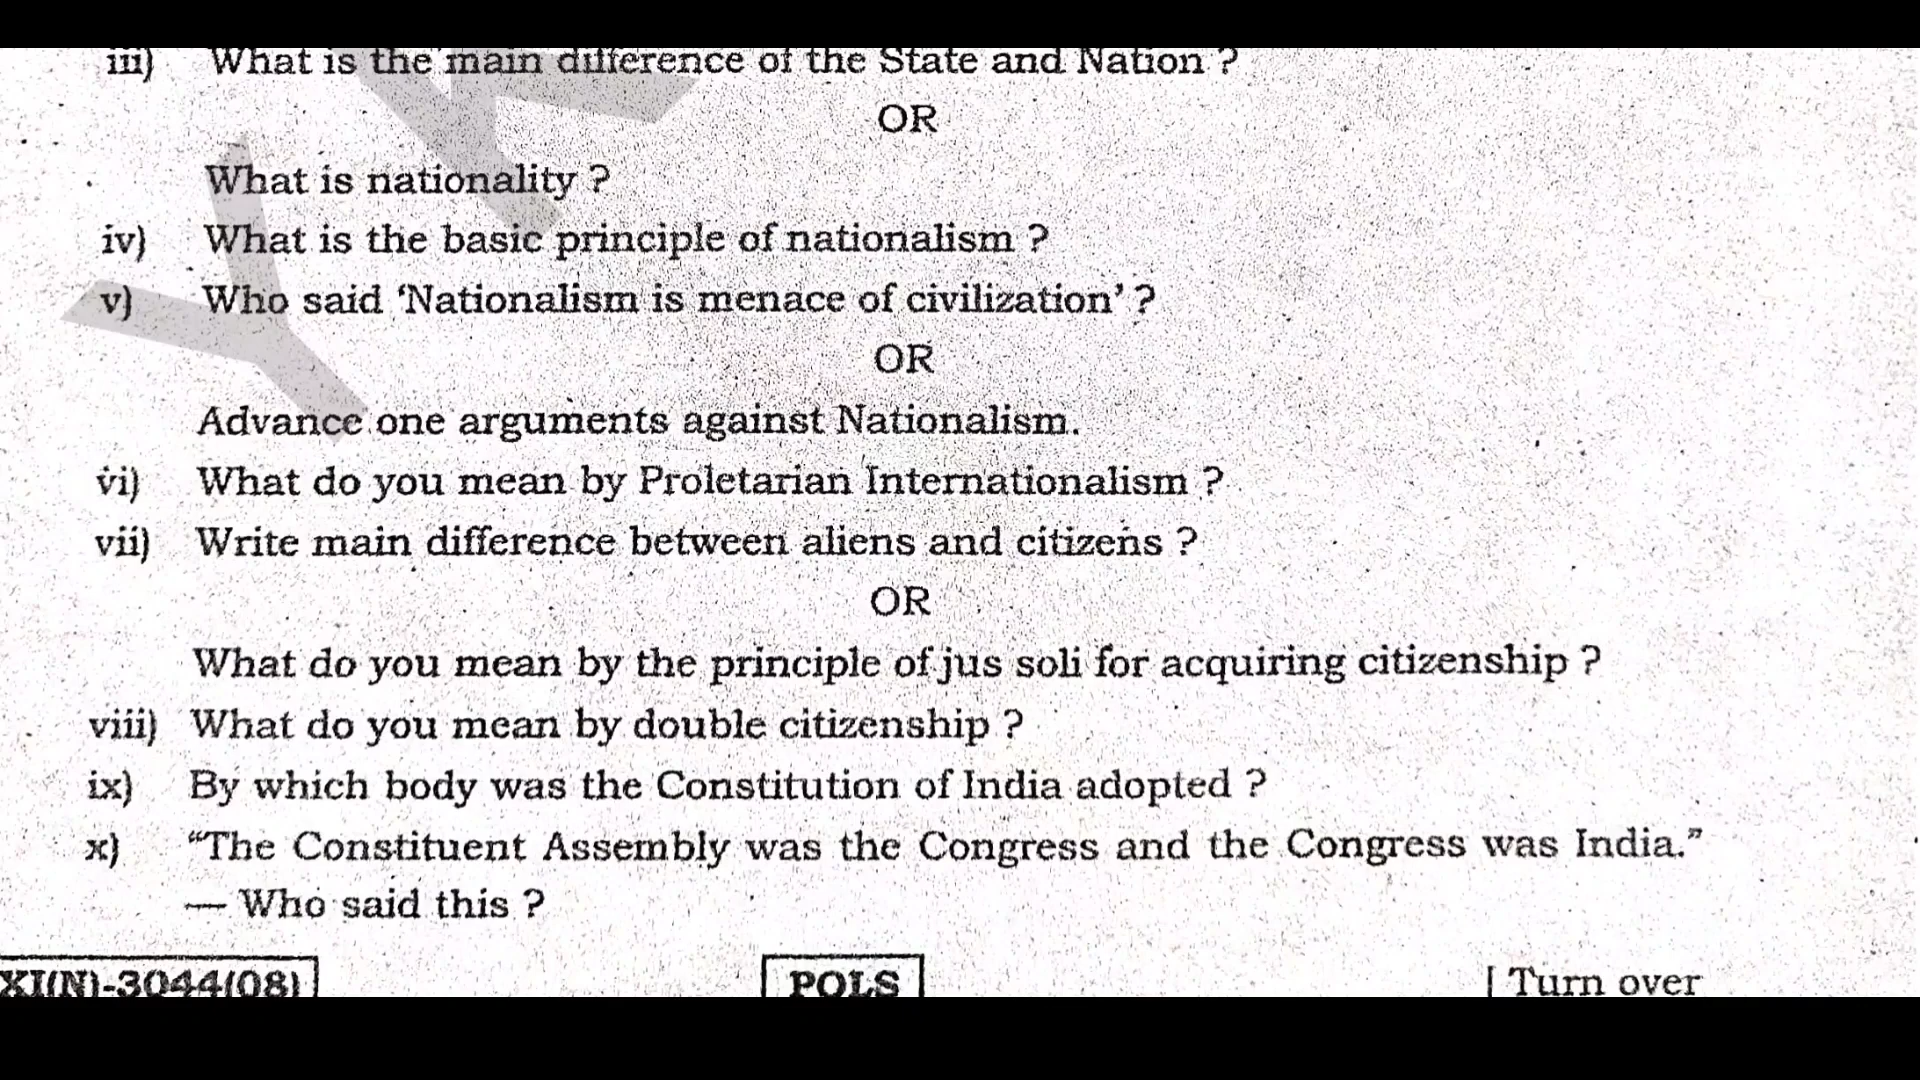 iii) What is the main difference of the State and Nation ?
OR
What is nationality ?
iv) What is the basic principle of nationalism ?
v) Who said ‘Nationalism is menace of civilization’ ?
OR
Advance one arguments against Nationalism.
vi) What do you mean by Proletarian Internationalism ?
vii) Write main difference between aliens and citizens ?
OR
What do you mean by the principle of jus soli for acquiring citizenship ?
viii) What do you mean by double citizenship ?
ix) By which body was the Constitution of India adopted ?
x) “The Constituent Assembly was the Congress and the Congress was India.”
— Who said this ?
XI(N)-3044(08) POLS [ Turn over